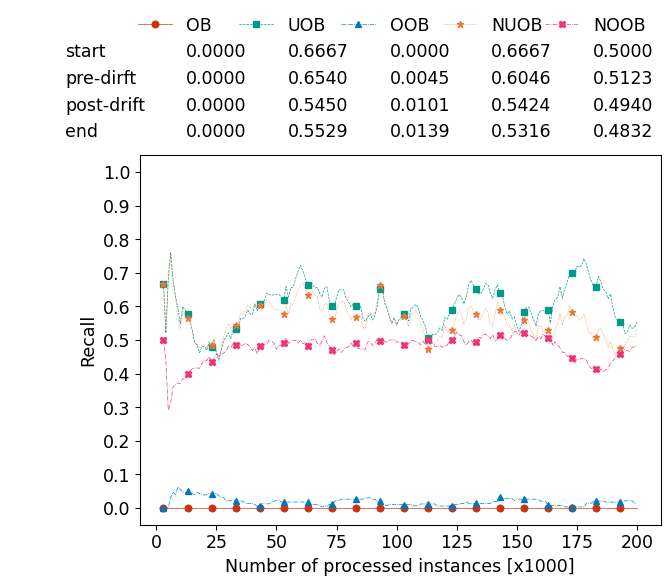 OB UOB OOB NUOB NOOB
start 0.0000 0.6667 0.0000 0.6667 0.5000
pre-dirft 0.0000 0.6540 0.0045 0.6046 0.5123
post-drift 0.0000 0.5450 0.0101 0.5424 0.4940
end 0.0000 0.5529 0.0139 0.5316 0.4832
1.0
0.9
0.8
0.7
0.6
0.5
0.4
0.3
0.2
0.1
0.0
Recall
0 25 50 75 100 125 150 175 200
Number of processed instances [x1000]